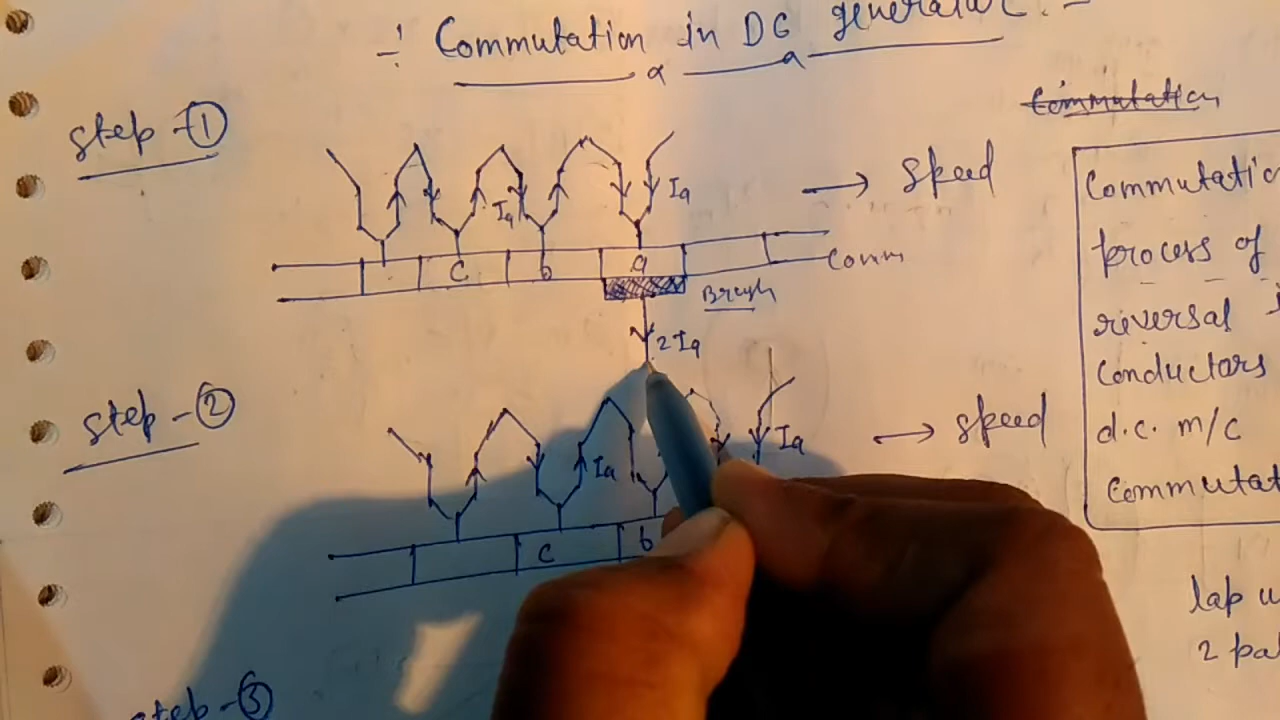 Commutation in DC generator.
Commutation
step-①
Ia
Ia
→ speed
c
b
a
Comm
Brush
2Ia
step-②
Ia
Ia
→ speed
c
b
step-③
Commutatio
process of
reversal
conductors
d.c. m/c
Commutat
lap
2 pa